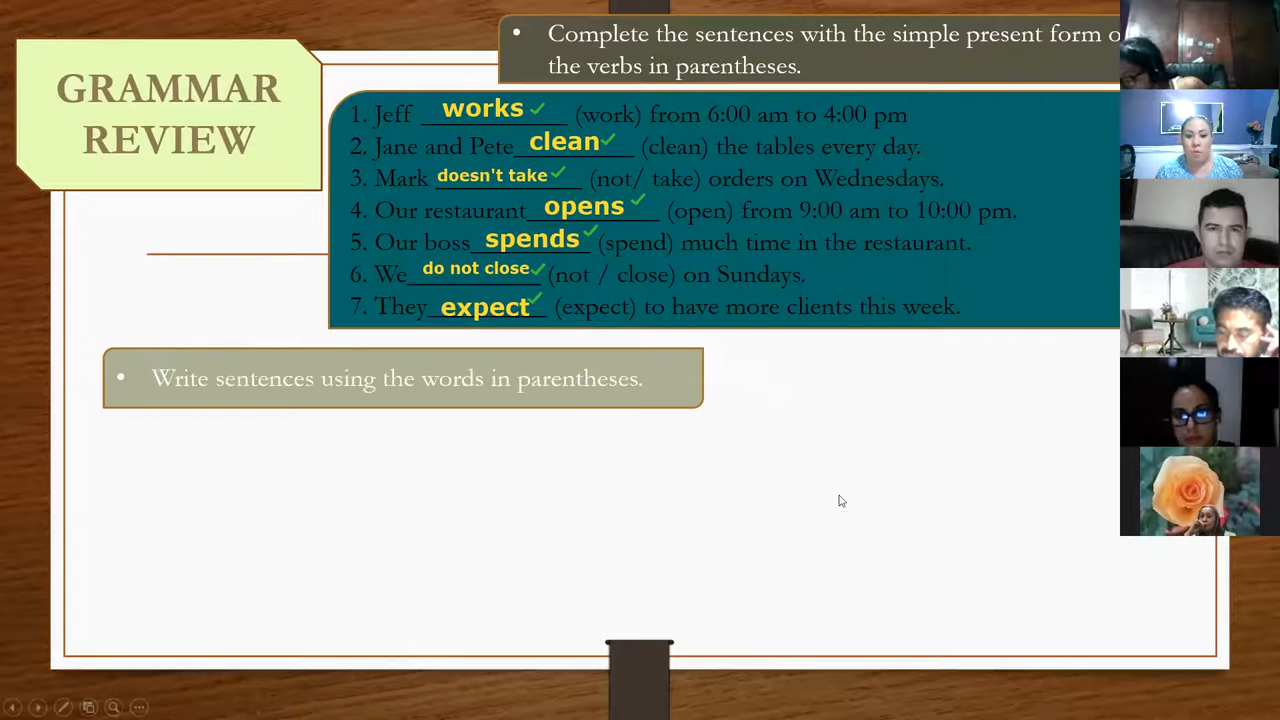 GRAMMAR
REVIEW
• Complete the sentences with the simple present form
the verbs in parentheses.
1. Jeff works ✓ (work) from 6:00 am to 4:00 pm
2. Jane and Pete clean ✓ (clean) the tables every day.
3. Mark doesn't take ✓ (not/ take) orders on Wednesdays.
4. Our restaurant opens ✓ (open) from 9:00 am to 10:00 pm.
5. Our boss spends ✓ (spend) much time in the restaurant.
6. We do not close ✓ (not / close) on Sundays.
7. They expect ✓ (expect) to have more clients this week.
• Write sentences using the words in parentheses.